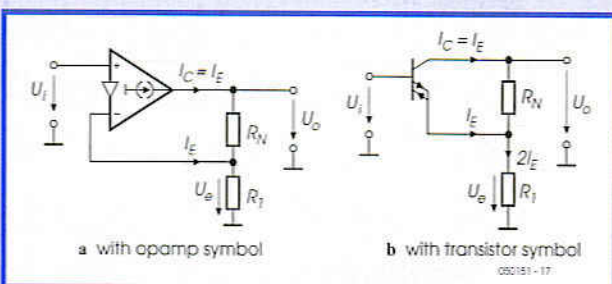 I_C = I_E
+
−
U_i
I_E
R_N
U_o
U_e
R_1
a with opamp symbol
I_C = I_E
U_i
I_E
R_N
U_o
2I_E
U_e
R_1
b with transistor symbol
050151 - 17